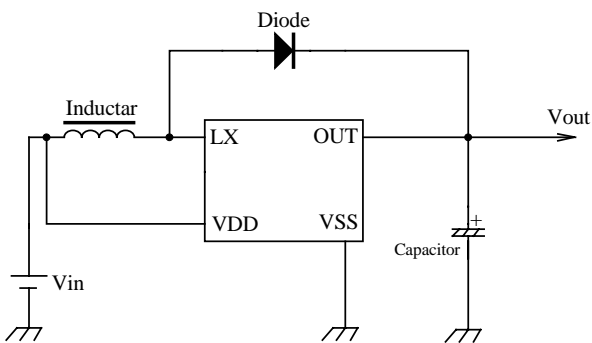 Diode
Inductar
Vout
LX
OUT
VDD
VSS
+
Capacitor
Vin